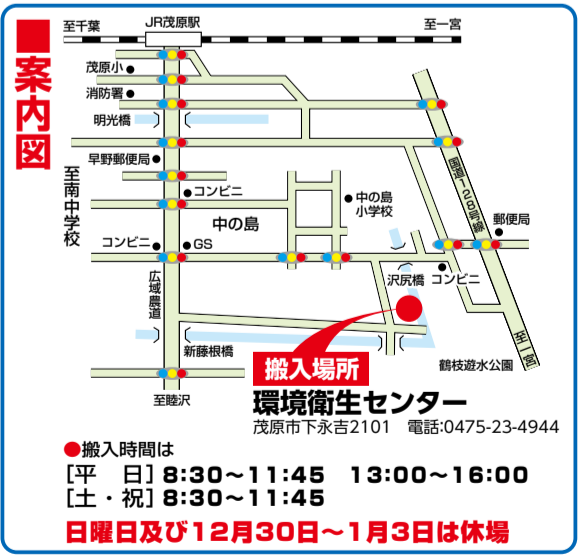 ■案内図
至千葉
JR茂原駅
至一宮
茂原小
消防署
明光橋
早野郵便局
至南中学校
コンビニ
中の島
中の島
小学校
国道128号線
郵便局
コンビニ
GS
沢尻橋
コンビニ
広域農道
新藤根橋
至一宮
鶴枝遊水公園
至睦沢
搬入場所
環境衛生センター
茂原市下永吉2101 電話:0475-23-4944
●搬入時間は
[平 日] 8:30～11:45 13:00～16:00
[土・祝] 8:30～11:45
日曜日及び12月30日～1月3日は休場